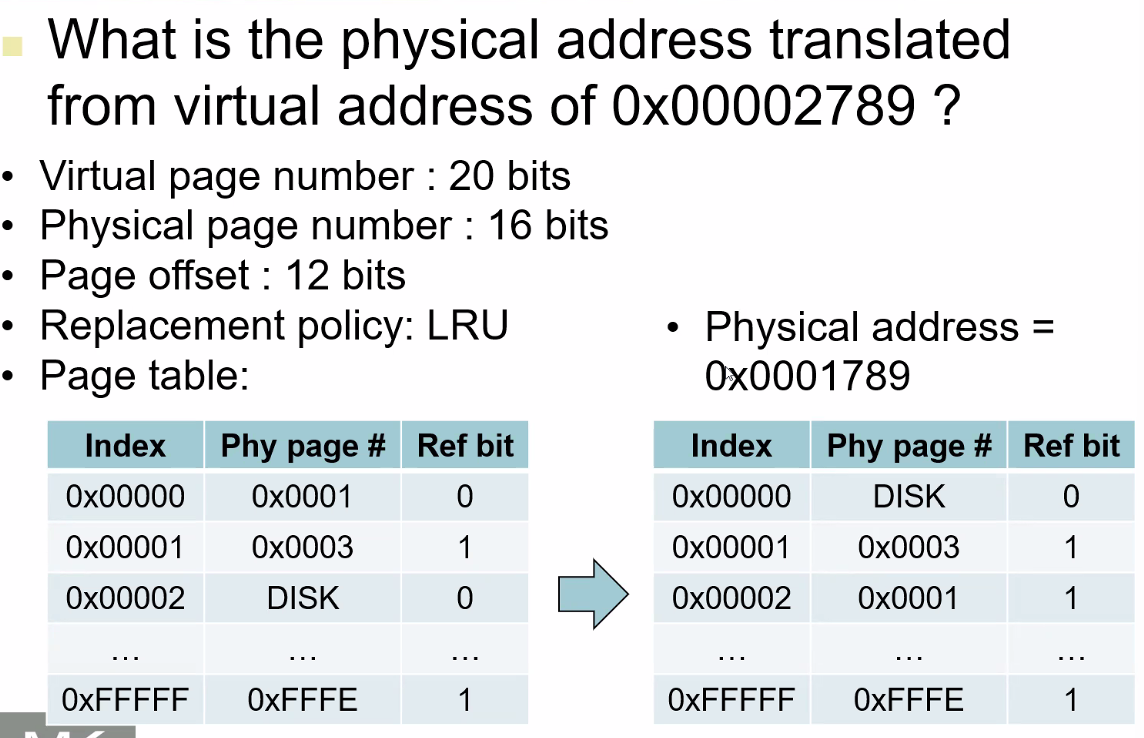 What is the physical address translated
from virtual address of 0x00002789 ?
• Virtual page number : 20 bits
• Physical page number : 16 bits
• Page offset : 12 bits
• Replacement policy: LRU
• Page table:
• Physical address =
0x0001789
Index Phy page # Ref bit
0x00000 0x0001 0
0x00001 0x0003 1
0x00002 DISK 0
... ... ...
0xFFFFF 0xFFFE 1
Index Phy page # Ref bit
0x00000 DISK 0
0x00001 0x0003 1
0x00002 0x0001 1
... ... ...
0xFFFFF 0xFFFE 1